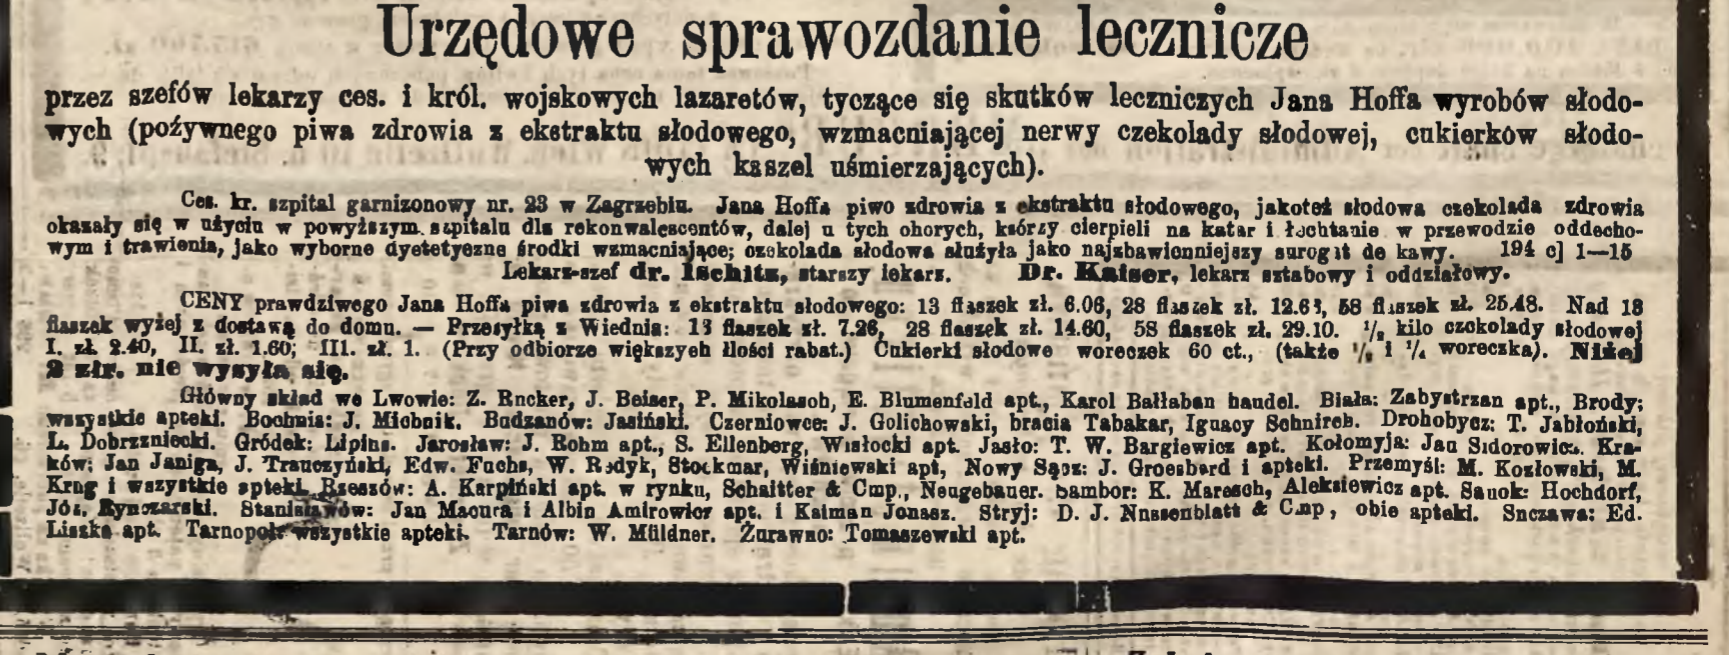 Urzędowe sprawozdanie lecznicze
przez szefów lekarzy ces. i król. wojskowych lazaretów, tyczące się skutków leczniczych Jana Hoffa wyrobów słodo-
wych (pożywnego piwa zdrowia z ekstraktu słodowego, wzmacniającej nerwy czekolady słodowej, cukierków słodo-
wych kaszel uśmierzających).
Ces. kr. szpital garnizonowy nr. 23 w Zagrzebiu. Jana Hoffa piwo zdrowia z ekstraktu słodowego, jakoteż słodowa czekolada zdrowia
okazały się w użyciu w powyższym szpitalu dla rekonwalescentów, dalej u tych chorych, którzy cierpieli na katar i łechtanie w przewodzie oddecho-
wym i trawienia, jako wyborne dyetetyczne środki wzmacniające; czekolada słodowa służyła jako najzbawienniejszy surogat do kawy. 194 c] 1—15
Lekarz-szef dr. Ischitz, starszy lekarz. Dr. Kaiser, lekarz sztabowy i oddziałowy.
CENY prawdziwego Jana Hoffa piwa zdrowia z ekstraktu słodowego: 13 flaszek zł. 6.06, 28 flaszek zł. 12.68, 58 flaszek zł. 25.48. Nad 13
flaszek wyżej z dostawą do domu. — Przesyłką z Wiednia: 13 flaszek zł. 7.26, 28 flaszek zł. 14.60, 58 flaszek zł. 29.10. ½ kilo czekolady słodowej
I. zł. 2.40, II. zł. 1.60; III. zł. 1. (Przy odbiorze większych ilości rabat.) Cukierki słodowe woreczek 60 ct., (także ½ i ¼ woreczka). Niżej
2 złr. nie wysyła się.
Główny skład we Lwowie: Z. Rucker, J. Beiser, P. Mikolasch, E. Blumenfeld apt., Karol Bałłaban handel. Biała: Zabystrzan apt., Brody;
wszystkie apteki. Bochnia: J. Michnik. Budzanów: Jasiński. Czerniowce: J. Golichowski, bracia Tabakar, Ignacy Schnirch. Drohobycz: T. Jabłoński,
L. Dobrzzniecki. Gródek: Lipins. Jarosław: J. Rohm apt., S. Ellenberg, Wisłocki apt. Jasło: T. W. Bargiewicz apt. Kołomyja: Jan Sidorowicz. Kra-
ków: Jan Janiga, J. Trauczyński, Edw. Fuchs, W. Redyk, Stockmar, Wiśniewski apt, Nowy Sącz: J. Grossbard i apteki. Przemyśl: M. Kozłowski, M.
Krug i wszystkie apteki. Rzeszów: A. Karpiński apt. w rynku, Schaitter & Cmp., Neugebauer. Sambor: K. Maresch, Aleksiewicz apt. Sanok: Hochdorf,
Józ. Rynczarski. Stanisławów: Jan Macura i Albin Amirowicz apt. i Kalman Jonasz. Stryj: D. J. Nussenblatt & Cmp, obie apteki. Suczawa: Ed.
Liszka apt. Tarnopol: wszystkie apteki. Tarnów: W. Müldner. Żurawno: Tomaszewski apt.